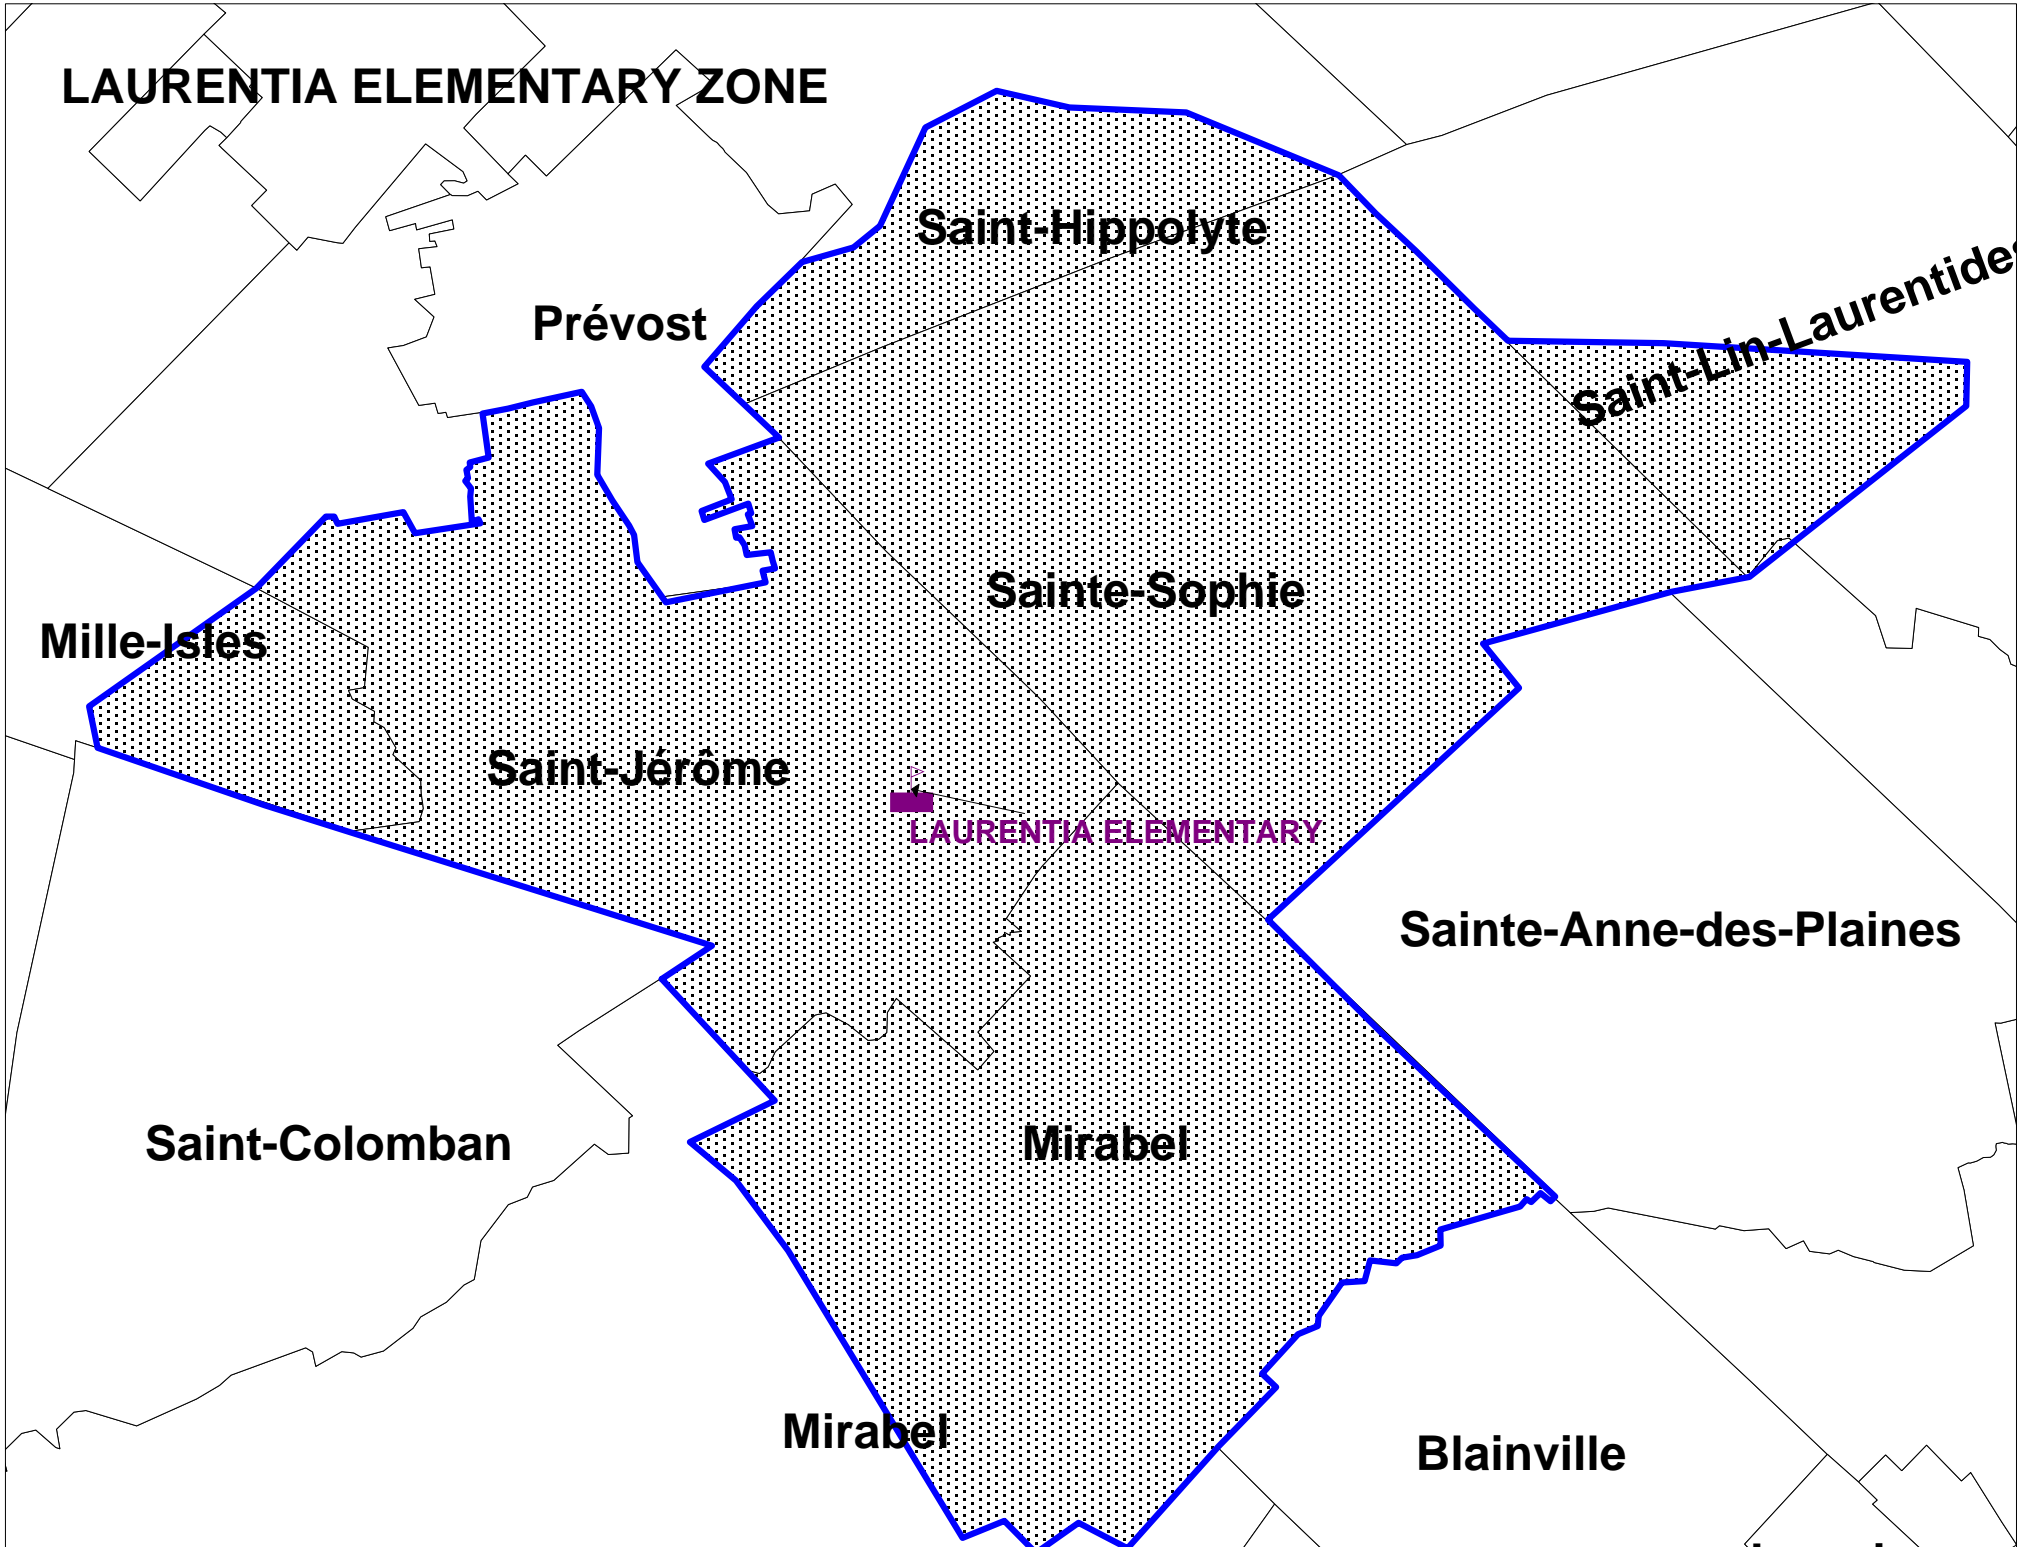 LAURENTIA ELEMENTARY ZONE
Saint-Hippolyte
Saint-Lin-Laurentides
Prévost
Sainte-Sophie
Mille-Isles
Saint-Jérôme
LAURENTIA ELEMENTARY
Sainte-Anne-des-Plaines
Saint-Colomban
Mirabel
Mirabel
Blainville